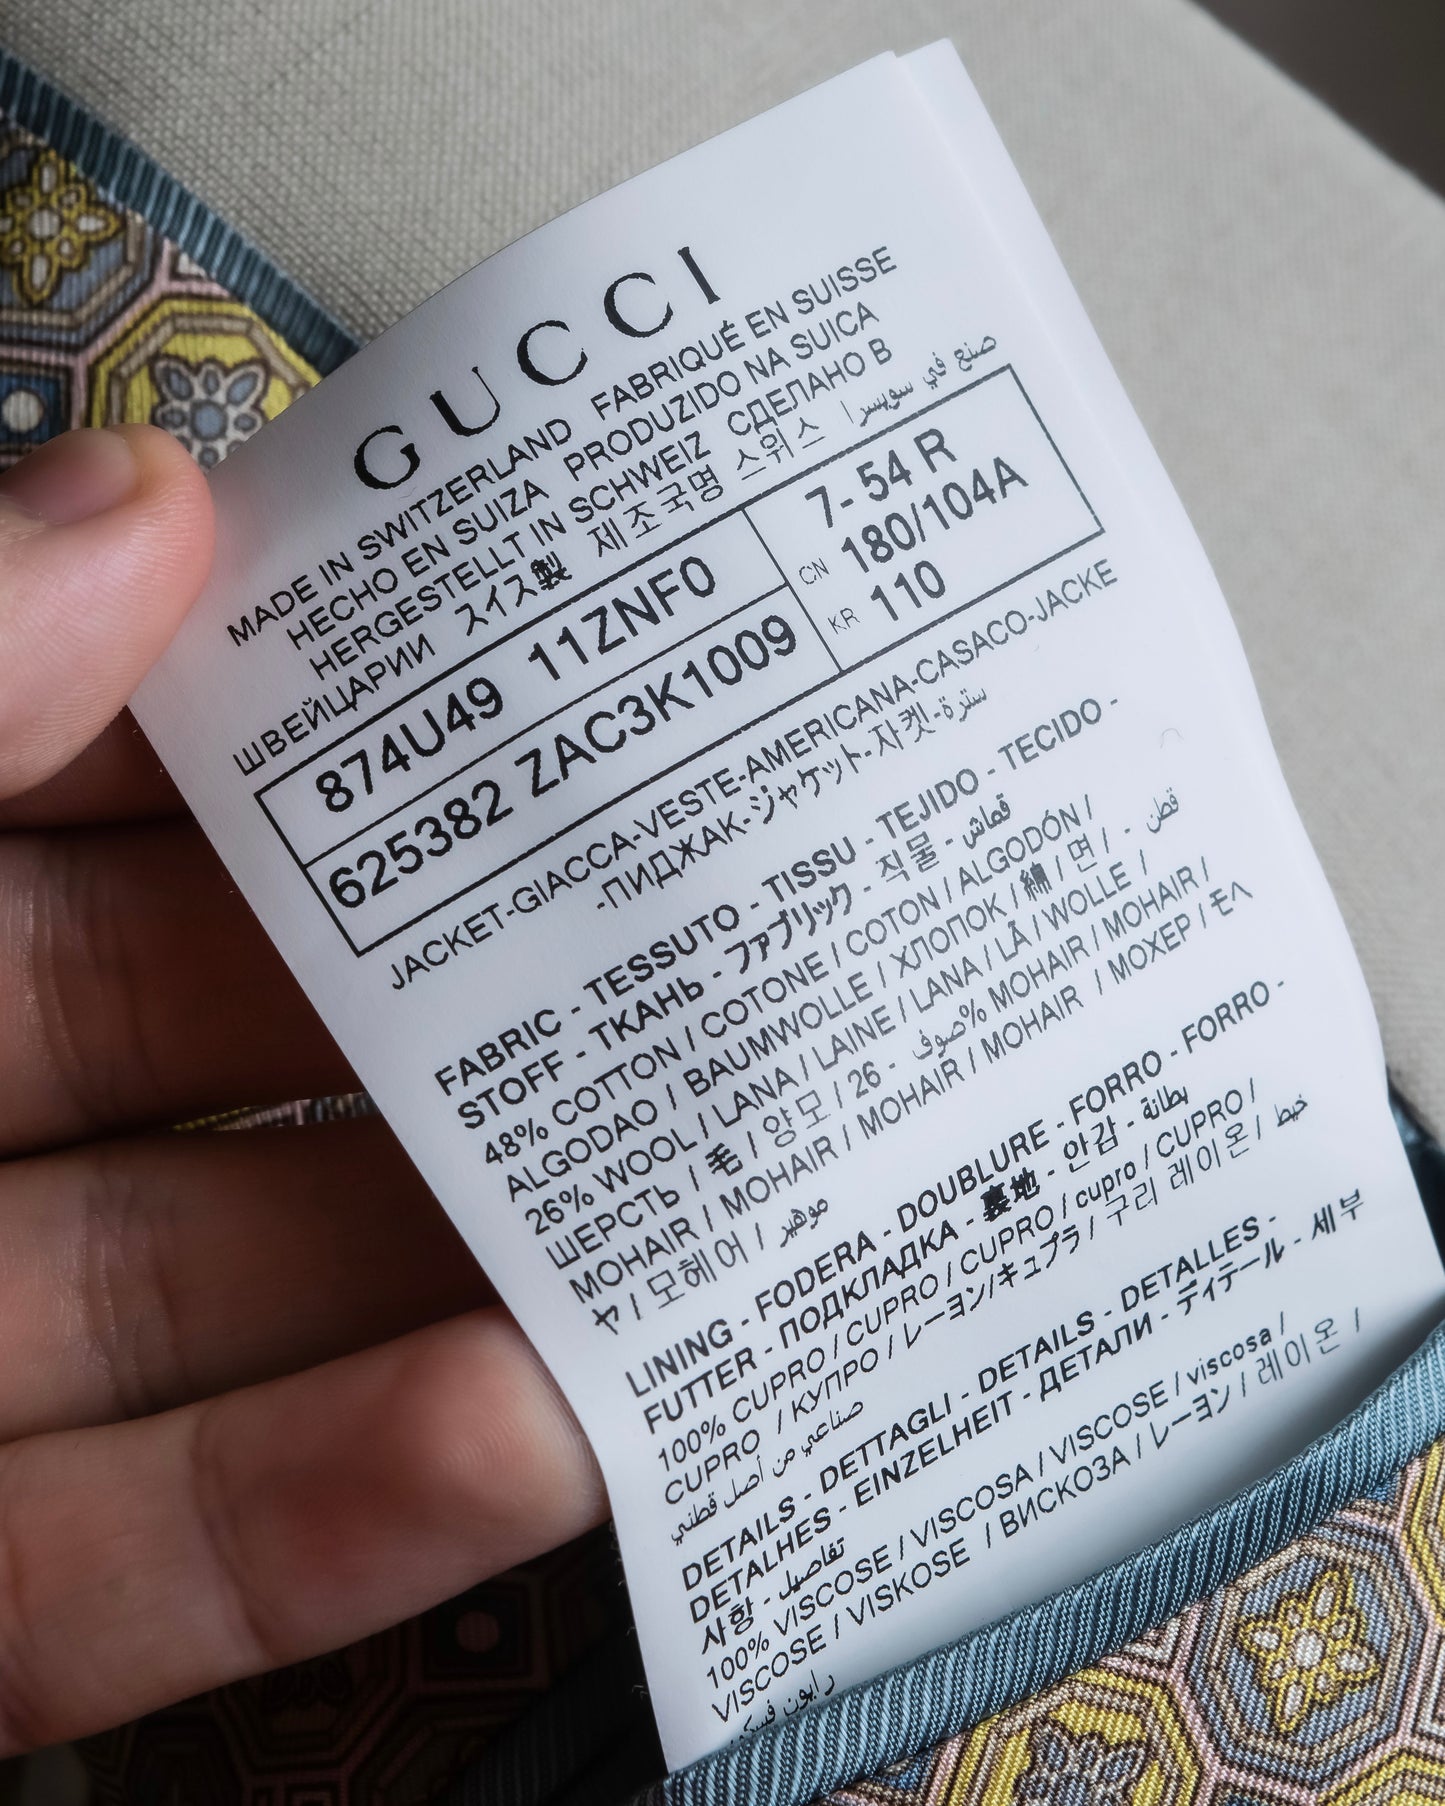 GUCCI
MADE IN SWITZERLAND FABRIQUÉ EN SUISSE
HECHO EN SUIZA PRODUZIDO NA SUICA
HERGESTELLT IN SCHWEIZ СДЕЛАНО В
ШВЕЙЦАРИИ スイス製 제조국명 스위스 صنع في سويسرا
874U49 11ZNF0
625382 ZAC3K1009
7- 54 R
CN 180/104A
KR 110
JACKET-GIACCA-VESTE-AMERICANA-CASACO-JACKE
-ПИДЖАК-ジャケット-자켓-سترة
FABRIC - TESSUTO - TISSU - TEJIDO - TECIDO -
STOFF - ТКАНЬ - ファブリック - 직물 - قماش
48% COTTON / COTONE / COTON / ALGODÓN /
ALGODAO / BAUMWOLLE / ХЛОПОК / 綿 / 면 / - قطن
26% WOOL / LANA / LAINE / LANA / LÃ / WOLLE /
ШЕРСТЬ / 毛 / 양모 / 26 - صوف% MOHAIR / MOHAIR /
MOHAIR / MOHAIR / MOHAIR / MOHAIR / МОХЕР / モヘ
ヤ / 모헤어 / موهير
LINING - FODERA - DOUBLURE - FORRO - FORRO -
FUTTER - ПОДКЛАДКА - 裏地 - 안감 - بطانة
100% CUPRO / CUPRO / CUPRO / cupro / CUPRO /
CUPRO / КУПРО / レーヨン/キュプラ / 구리 레이온 / خيط
صناعي من أصل قطني
DETAILS - DETTAGLI - DETAILS - DETALLES -
DETALHES - EINZELHEIT - ДЕТАЛИ - ディテール - 세부
사항 - تفاصيل
100% VISCOSE / VISCOSA / VISCOSE / viscosa /
VISCOSE / VISKOSE / ВИСКОЗА / レーヨン / 레이온 /
رايون